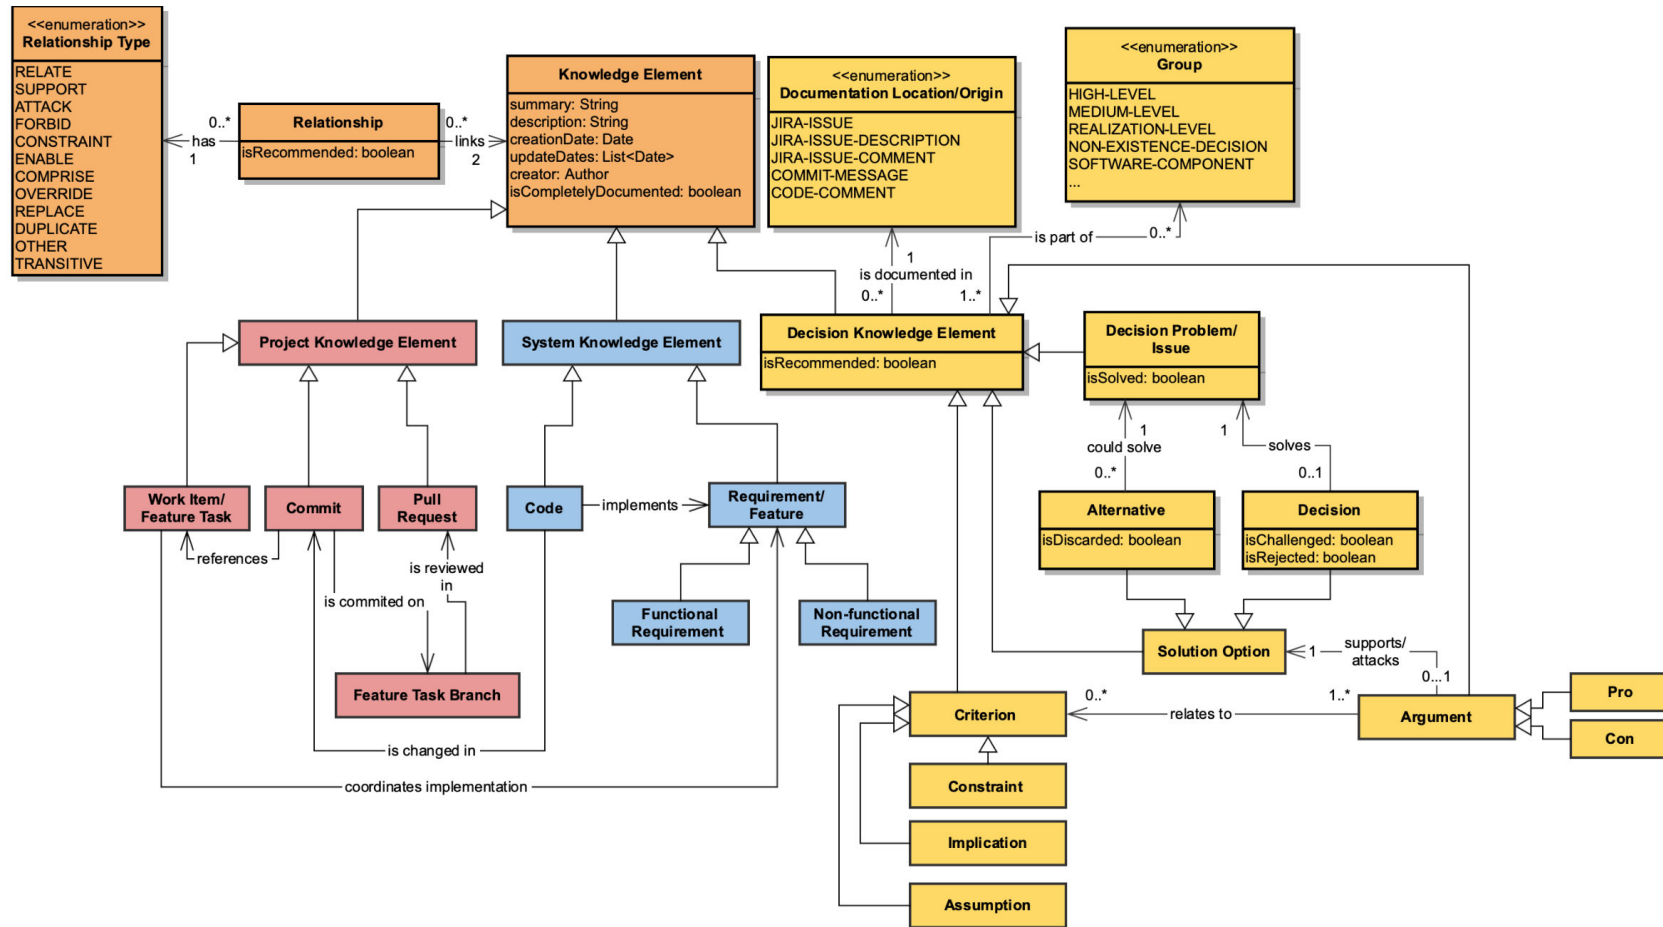 <<enumeration>>
Relationship Type
RELATE
SUPPORT
ATTACK
FORBID
CONSTRAINT
ENABLE
COMPRISE
OVERRIDE
REPLACE
DUPLICATE
OTHER
TRANSITIVE
0..*
has
1
Relationship
isRecommended: boolean
0..*
links
2
Knowledge Element
summary: String
description: String
creationDate: Date
updateDates: List<Date>
creator: Author
isCompletelyDocumented: boolean
<<enumeration>>
Documentation Location/Origin
JIRA-ISSUE
JIRA-ISSUE-DESCRIPTION
JIRA-ISSUE-COMMENT
COMMIT-MESSAGE
CODE-COMMENT
<<enumeration>>
Group
HIGH-LEVEL
MEDIUM-LEVEL
REALIZATION-LEVEL
NON-EXISTENCE-DECISION
SOFTWARE-COMPONENT
...
is part of
0..*
1
is documented in
0..*
1..*
Project Knowledge Element
System Knowledge Element
Decision Knowledge Element
isRecommended: boolean
Decision Problem/
Issue
isSolved: boolean
1
could solve
0..*
1
solves
0..1
Work Item/
Feature Task
Commit
Pull
Request
Code
implements
Requirement/
Feature
Alternative
isDiscarded: boolean
Decision
isChallenged: boolean
isRejected: boolean
references
is reviewed
in
is commited on
Functional
Requirement
Non-functional
Requirement
Solution Option
1
supports/
attacks
0...1
Feature Task Branch
Criterion
0..*
relates to
1..*
Argument
Pro
Con
is changed in
coordinates implementation
Constraint
Implication
Assumption